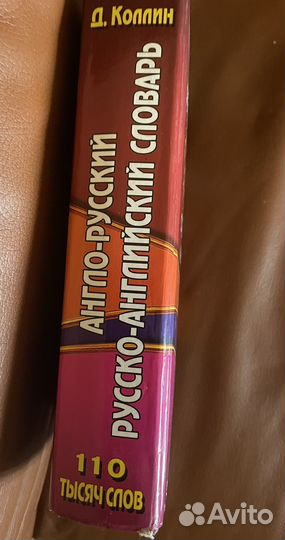 Д. Коллин
АНГЛО-РУССКИЙ
РУССКО-АНГЛИЙСКИЙ СЛОВАРЬ
110
ТЫСЯЧ СЛОВ
Avito